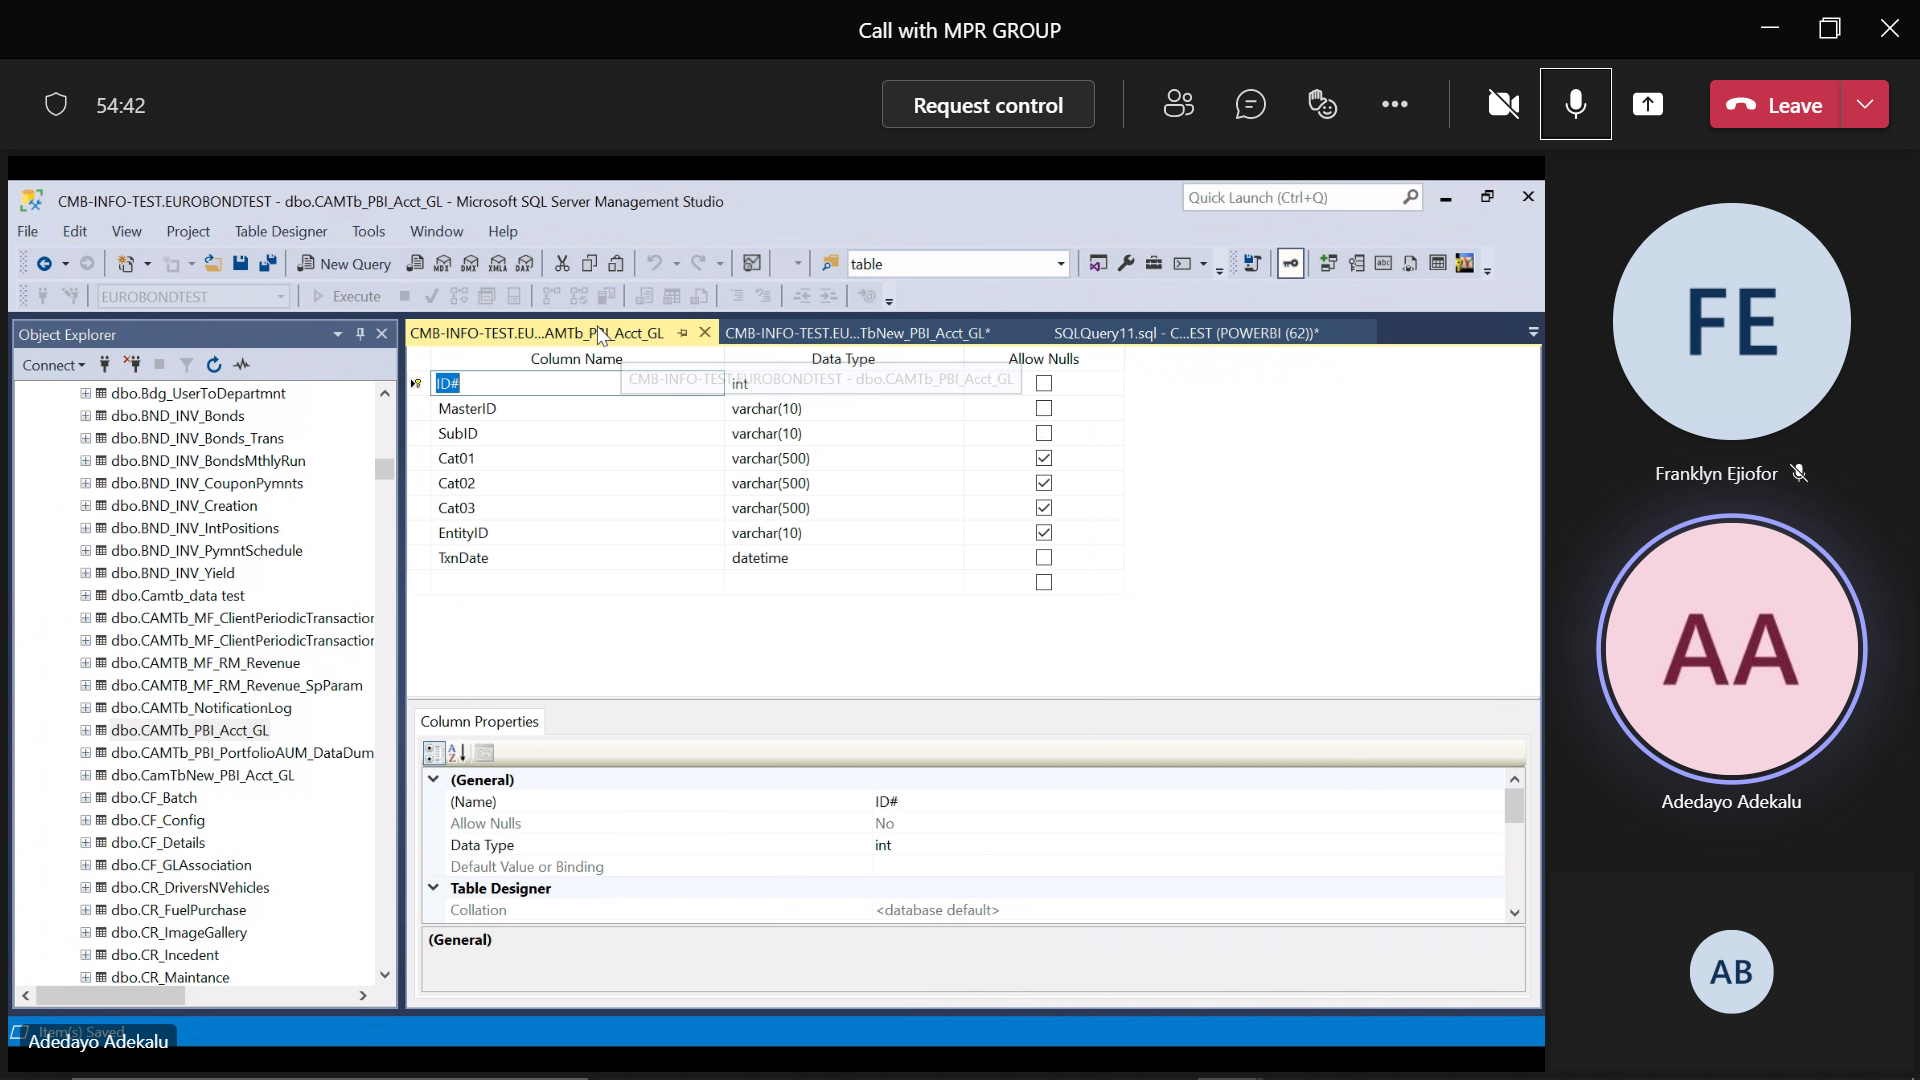 Call with MPR GROUP
54:42
Request control
Leave
CMB-INFO-TEST.EUROBONDTEST - dbo.CAMTb_PBI_Acct_GL - Microsoft SQL Server Management Studio
Quick Launch (Ctrl+Q)
File Edit View Project Table Designer Tools Window Help
New Query
MDX DMX XMLA DAX
table
EUROBONDTEST
Execute
Object Explorer
CMB-INFO-TEST.EU...AMTb_PBI_Acct_GL
CMB-INFO-TEST.EU...TbNew_PBI_Acct_GL*
SQLQuery11.sql - C...EST (POWERBI (62))*
Connect
dbo.Bdg_UserToDepartmnt
dbo.BND_INV_Bonds
dbo.BND_INV_Bonds_Trans
dbo.BND_INV_BondsMthlyRun
dbo.BND_INV_CouponPymnts
dbo.BND_INV_Creation
dbo.BND_INV_IntPositions
dbo.BND_INV_PymntSchedule
dbo.BND_INV_Yield
dbo.Camtb_data test
dbo.CAMTb_MF_ClientPeriodicTransaction
dbo.CAMTb_MF_ClientPeriodicTransaction
dbo.CAMTB_MF_RM_Revenue
dbo.CAMTB_MF_RM_Revenue_SpParam
dbo.CAMTb_NotificationLog
dbo.CAMTb_PBI_Acct_GL
dbo.CAMTb_PBI_PortfolioAUM_DataDum
dbo.CamTbNew_PBI_Acct_GL
dbo.CF_Batch
dbo.CF_Config
dbo.CF_Details
dbo.CF_GLAssociation
dbo.CR_DriversNVehicles
dbo.CR_FuelPurchase
dbo.CR_ImageGallery
dbo.CR_Incedent
dbo.CR_Maintance
Column Name Data Type Allow Nulls
CMB-INFO-TEST.EUROBONDTEST - dbo.CAMTb_PBI_Acct_GL
ID# int
MasterID varchar(10)
SubID varchar(10)
Cat01 varchar(500)
Cat02 varchar(500)
Cat03 varchar(500)
EntityID varchar(10)
TxnDate datetime
Column Properties
(General)
(Name) ID#
Allow Nulls No
Data Type int
Default Value or Binding
Table Designer
Collation <database default>
(General)
Item(s) Saved
Adedayo Adekalu
FE
Franklyn Ejiofor
AA
Adedayo Adekalu
AB